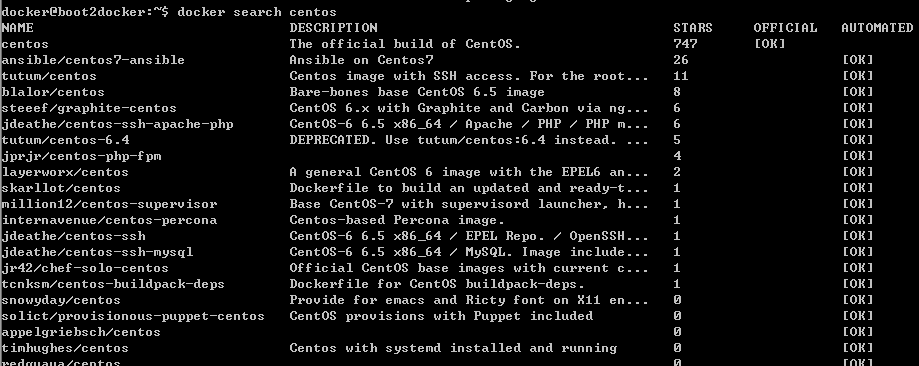 docker@boot2docker:~$ docker search centos
NAME DESCRIPTION STARS OFFICIAL AUTOMATED
centos The official build of CentOS. 747 [OK]
ansible/centos7-ansible Ansible on Centos7 26 [OK]
tutum/centos Centos image with SSH access. For the root... 11 [OK]
blalor/centos Bare-bones base CentOS 6.5 image 8 [OK]
steeef/graphite-centos CentOS 6.x with Graphite and Carbon via ng... 6 [OK]
jdeathe/centos-ssh-apache-php CentOS-6 6.5 x86_64 / Apache / PHP / PHP m... 6 [OK]
tutum/centos-6.4 DEPRECATED. Use tutum/centos:6.4 instead. ... 5 [OK]
jprjr/centos-php-fpm 4 [OK]
layerworx/centos A general CentOS 6 image with the EPEL6 an... 2 [OK]
skarllot/centos Dockerfile to build an updated and ready-t... 1 [OK]
million12/centos-supervisor Base CentOS-7 with supervisord launcher, h... 1 [OK]
internavenue/centos-percona Centos-based Percona image. 1 [OK]
jdeathe/centos-ssh CentOS-6 6.5 x86_64 / EPEL Repo. / OpenSSH... 1 [OK]
jdeathe/centos-ssh-mysql CentOS-6 6.5 x86_64 / MySQL. Image include... 1 [OK]
jr42/chef-solo-centos Official CentOS base images with current c... 1 [OK]
tcnksm/centos-buildpack-deps Dockerfile for CentOS buildpack-deps. 1 [OK]
snowyday/centos Provide for emacs and Ricty font on X11 en... 0 [OK]
solict/provisionous-puppet-centos CentOS provisions with Puppet included 0 [OK]
appelgriebsch/centos 0 [OK]
timhughes/centos Centos with systemd installed and running 0 [OK]
0 [OK]